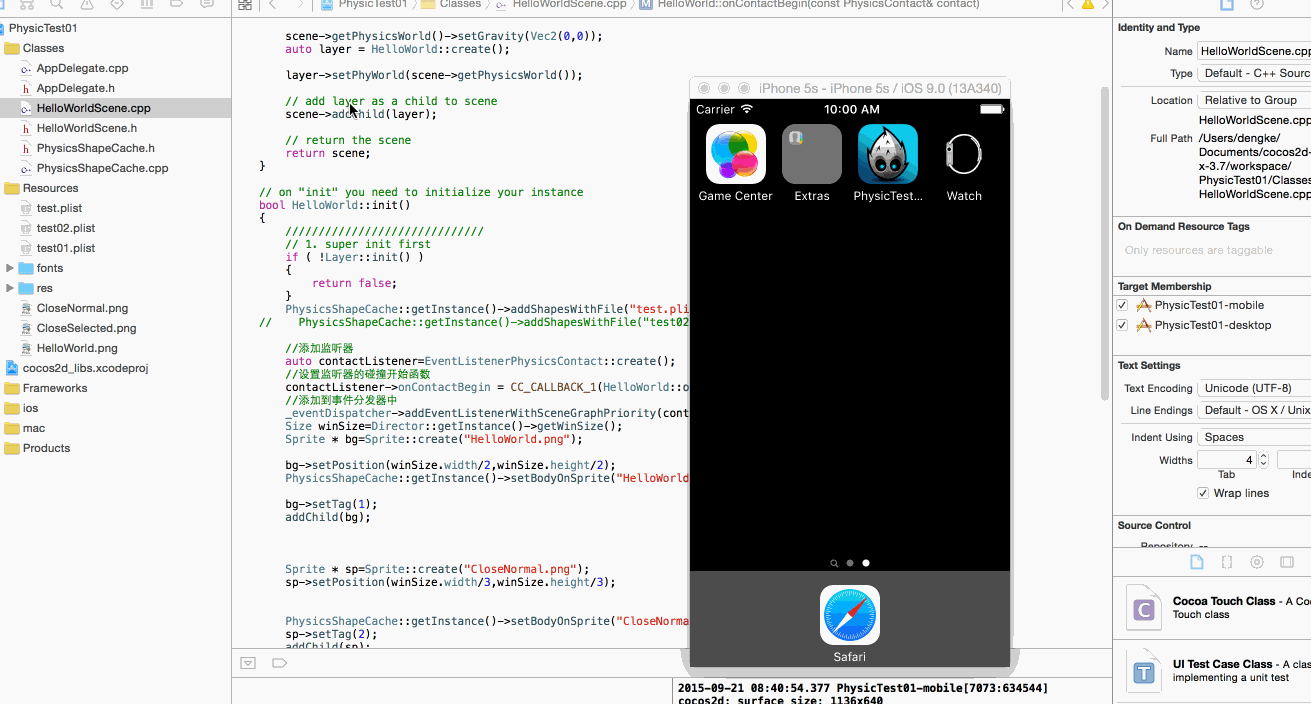 PhysicTest01
Classes
HelloWorldScene.cpp
HelloWorld::onContactBegin(const PhysicsContact& contact)
PhysicTest01
Classes
AppDelegate.cpp
AppDelegate.h
HelloWorldScene.cpp
HelloWorldScene.h
PhysicsShapeCache.h
PhysicsShapeCache.cpp
Resources
test.plist
test02.plist
test01.plist
fonts
res
CloseNormal.png
CloseSelected.png
HelloWorld.png
cocos2d_libs.xcodeproj
Frameworks
ios
mac
Products
scene->getPhysicsWorld()->setGravity(Vec2(0,0));
auto layer = HelloWorld::create();
layer->setPhyWorld(scene->getPhysicsWorld());
// add layer as a child to scene
scene->addChild(layer);
// return the scene
return scene;
}
// on "init" you need to initialize your instance
bool HelloWorld::init()
{
//////////////////////////////
// 1. super init first
if ( !Layer::init() )
{
return false;
}
PhysicsShapeCache::getInstance()->addShapesWithFile("test.pli
// PhysicsShapeCache::getInstance()->addShapesWithFile("test02
//添加监听器
auto contactListener=EventListenerPhysicsContact::create();
//设置监听器的碰撞开始函数
contactListener->onContactBegin = CC_CALLBACK_1(HelloWorld::o
//添加到事件分发器中
_eventDispatcher->addEventListenerWithSceneGraphPriority(cont
Size winSize=Director::getInstance()->getWinSize();
Sprite * bg=Sprite::create("HelloWorld.png");
bg->setPosition(winSize.width/2,winSize.height/2);
PhysicsShapeCache::getInstance()->setBodyOnSprite("HelloWorld
bg->setTag(1);
addChild(bg);
Sprite * sp=Sprite::create("CloseNormal.png");
sp->setPosition(winSize.width/3,winSize.height/3);
PhysicsShapeCache::getInstance()->setBodyOnSprite("CloseNorma
sp->setTag(2);
addChild(sp);
iPhone 5s - iPhone 5s / iOS 9.0 (13A340)
Carrier
10:00 AM
Game Center
Extras
PhysicTest...
Watch
Safari
2015-09-21 08:40:54.377 PhysicTest01-mobile[7073:634544]
cocos2d: surface size: 1136x640
Identity and Type
Name HelloWorldScene.cpp
Type Default - C++ Sourc
Location Relative to Group
HelloWorldScene.cpp
Full Path /Users/dengke/
Documents/cocos2d-
x-3.7/workspace/
PhysicTest01/Classes
HelloWorldScene.cpp
On Demand Resource Tags
Only resources are taggable
Target Membership
PhysicTest01-mobile
PhysicTest01-desktop
Text Settings
Text Encoding Unicode (UTF-8)
Line Endings Default - OS X / Unix
Indent Using Spaces
Widths 4
Tab Inde
Wrap lines
Source Control
Repository --
C
Cocoa Touch Class - A Co
Touch class
T
UI Test Case Class - A clas
implementing a unit test